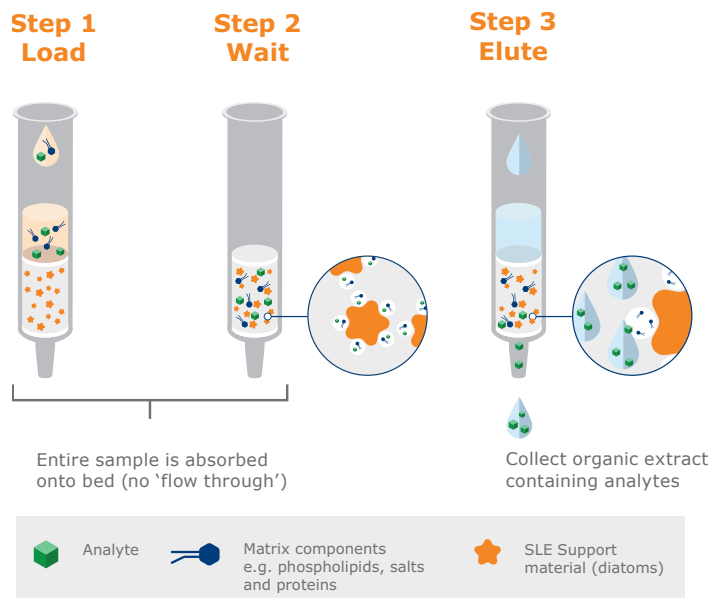 Step 1
Load
Step 2
Wait
Step 3
Elute
Entire sample is absorbed
onto bed (no ‘flow through’)
Collect organic extract
containing analytes
Analyte
Matrix components
e.g. phospholipids, salts
and proteins
SLE Support
material (diatoms)